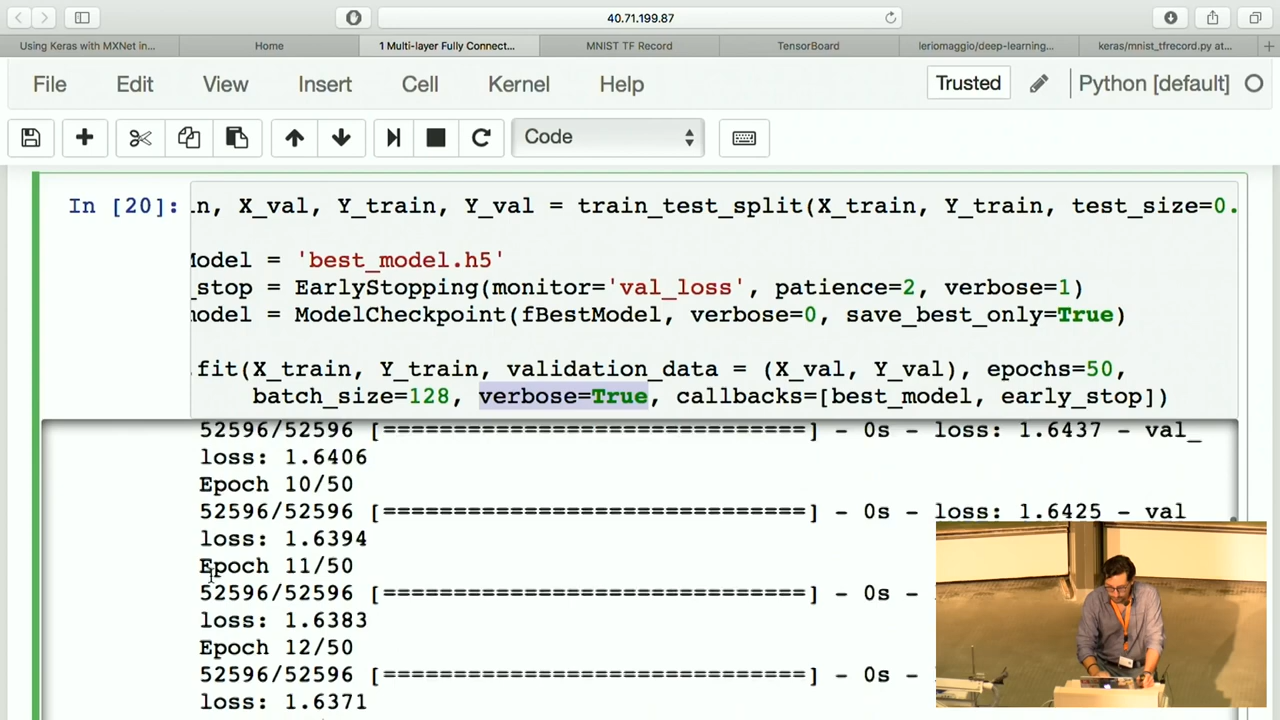 40.71.199.87
Using Keras with MXNet in... Home 1 Multi-layer Fully Connect... MNIST TF Record TensorBoard leriomaggio/deep-learning... keras/mnist_tfrecord.py at...
File Edit View Insert Cell Kernel Help Trusted Python [default]
Code
In [20]: in, X_val, Y_train, Y_val = train_test_split(X_train, Y_train, test_size=0.
Model = 'best_model.h5'
_stop = EarlyStopping(monitor='val_loss', patience=2, verbose=1)
model = ModelCheckpoint(fBestModel, verbose=0, save_best_only=True)
.fit(X_train, Y_train, validation_data = (X_val, Y_val), epochs=50,
batch_size=128, verbose=True, callbacks=[best_model, early_stop])
52596/52596 [==============================] - 0s - loss: 1.6437 - val_
loss: 1.6406
Epoch 10/50
52596/52596 [==============================] - 0s - loss: 1.6425 - val_
loss: 1.6394
Epoch 11/50
52596/52596 [==============================] - 0s -
loss: 1.6383
Epoch 12/50
52596/52596 [==============================] - 0s -
loss: 1.6371